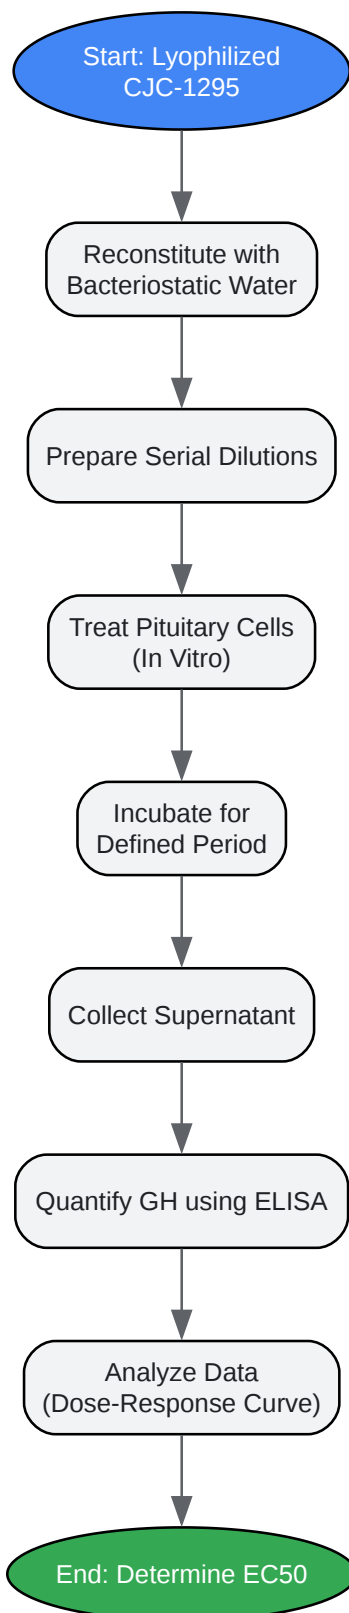 Start: Lyophilized
CJC-1295
Reconstitute with
Bacteriostatic Water
Prepare Serial Dilutions
Treat Pituitary Cells
(In Vitro)
Incubate for
Defined Period
Collect Supernatant
Quantify GH using ELISA
Analyze Data
(Dose-Response Curve)
End: Determine EC50